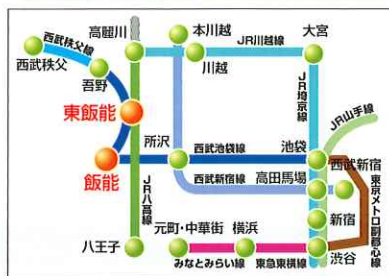 高麗川
本川越
大宮
西武秩父線
JR川越線
西武秩父
川越
吾野
JR埼京線
JR山手線
東飯能
所沢
池袋
西武池袋線
西武新宿
飯能
西武新宿線
高田馬場
JR八高線
新宿
東京メトロ副都心線
元町・中華街
横浜
八王子
渋谷
みなとみらい線
東急東横線